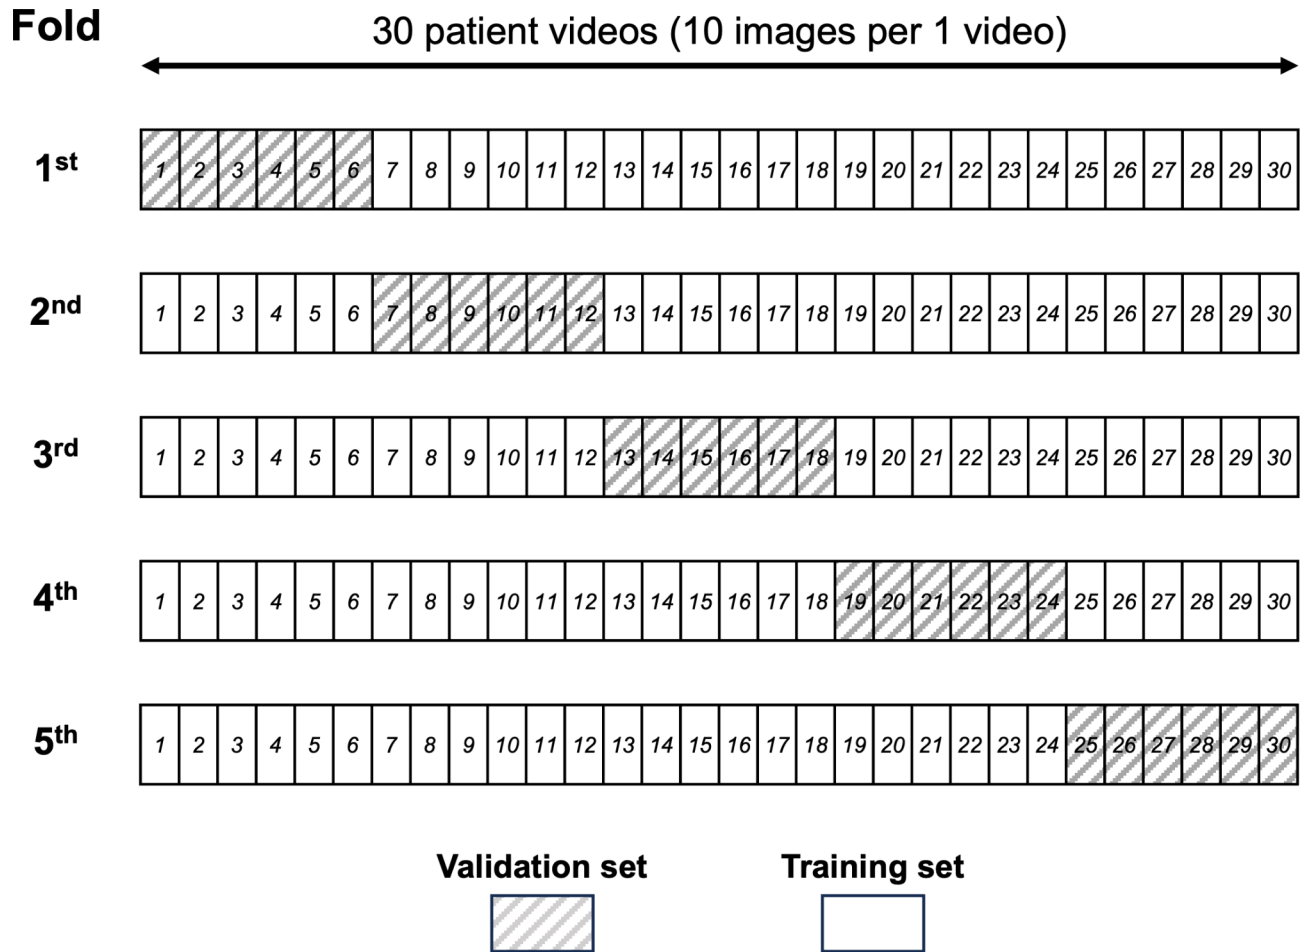 Fold
30 patient videos (10 images per 1 video)
1st 1 2 3 4 5 6 7 8 9 10 11 12 13 14 15 16 17 18 19 20 21 22 23 24 25 26 27 28 29 30
2nd 1 2 3 4 5 6 7 8 9 10 11 12 13 14 15 16 17 18 19 20 21 22 23 24 25 26 27 28 29 30
3rd 1 2 3 4 5 6 7 8 9 10 11 12 13 14 15 16 17 18 19 20 21 22 23 24 25 26 27 28 29 30
4th 1 2 3 4 5 6 7 8 9 10 11 12 13 14 15 16 17 18 19 20 21 22 23 24 25 26 27 28 29 30
5th 1 2 3 4 5 6 7 8 9 10 11 12 13 14 15 16 17 18 19 20 21 22 23 24 25 26 27 28 29 30
Validation set Training set